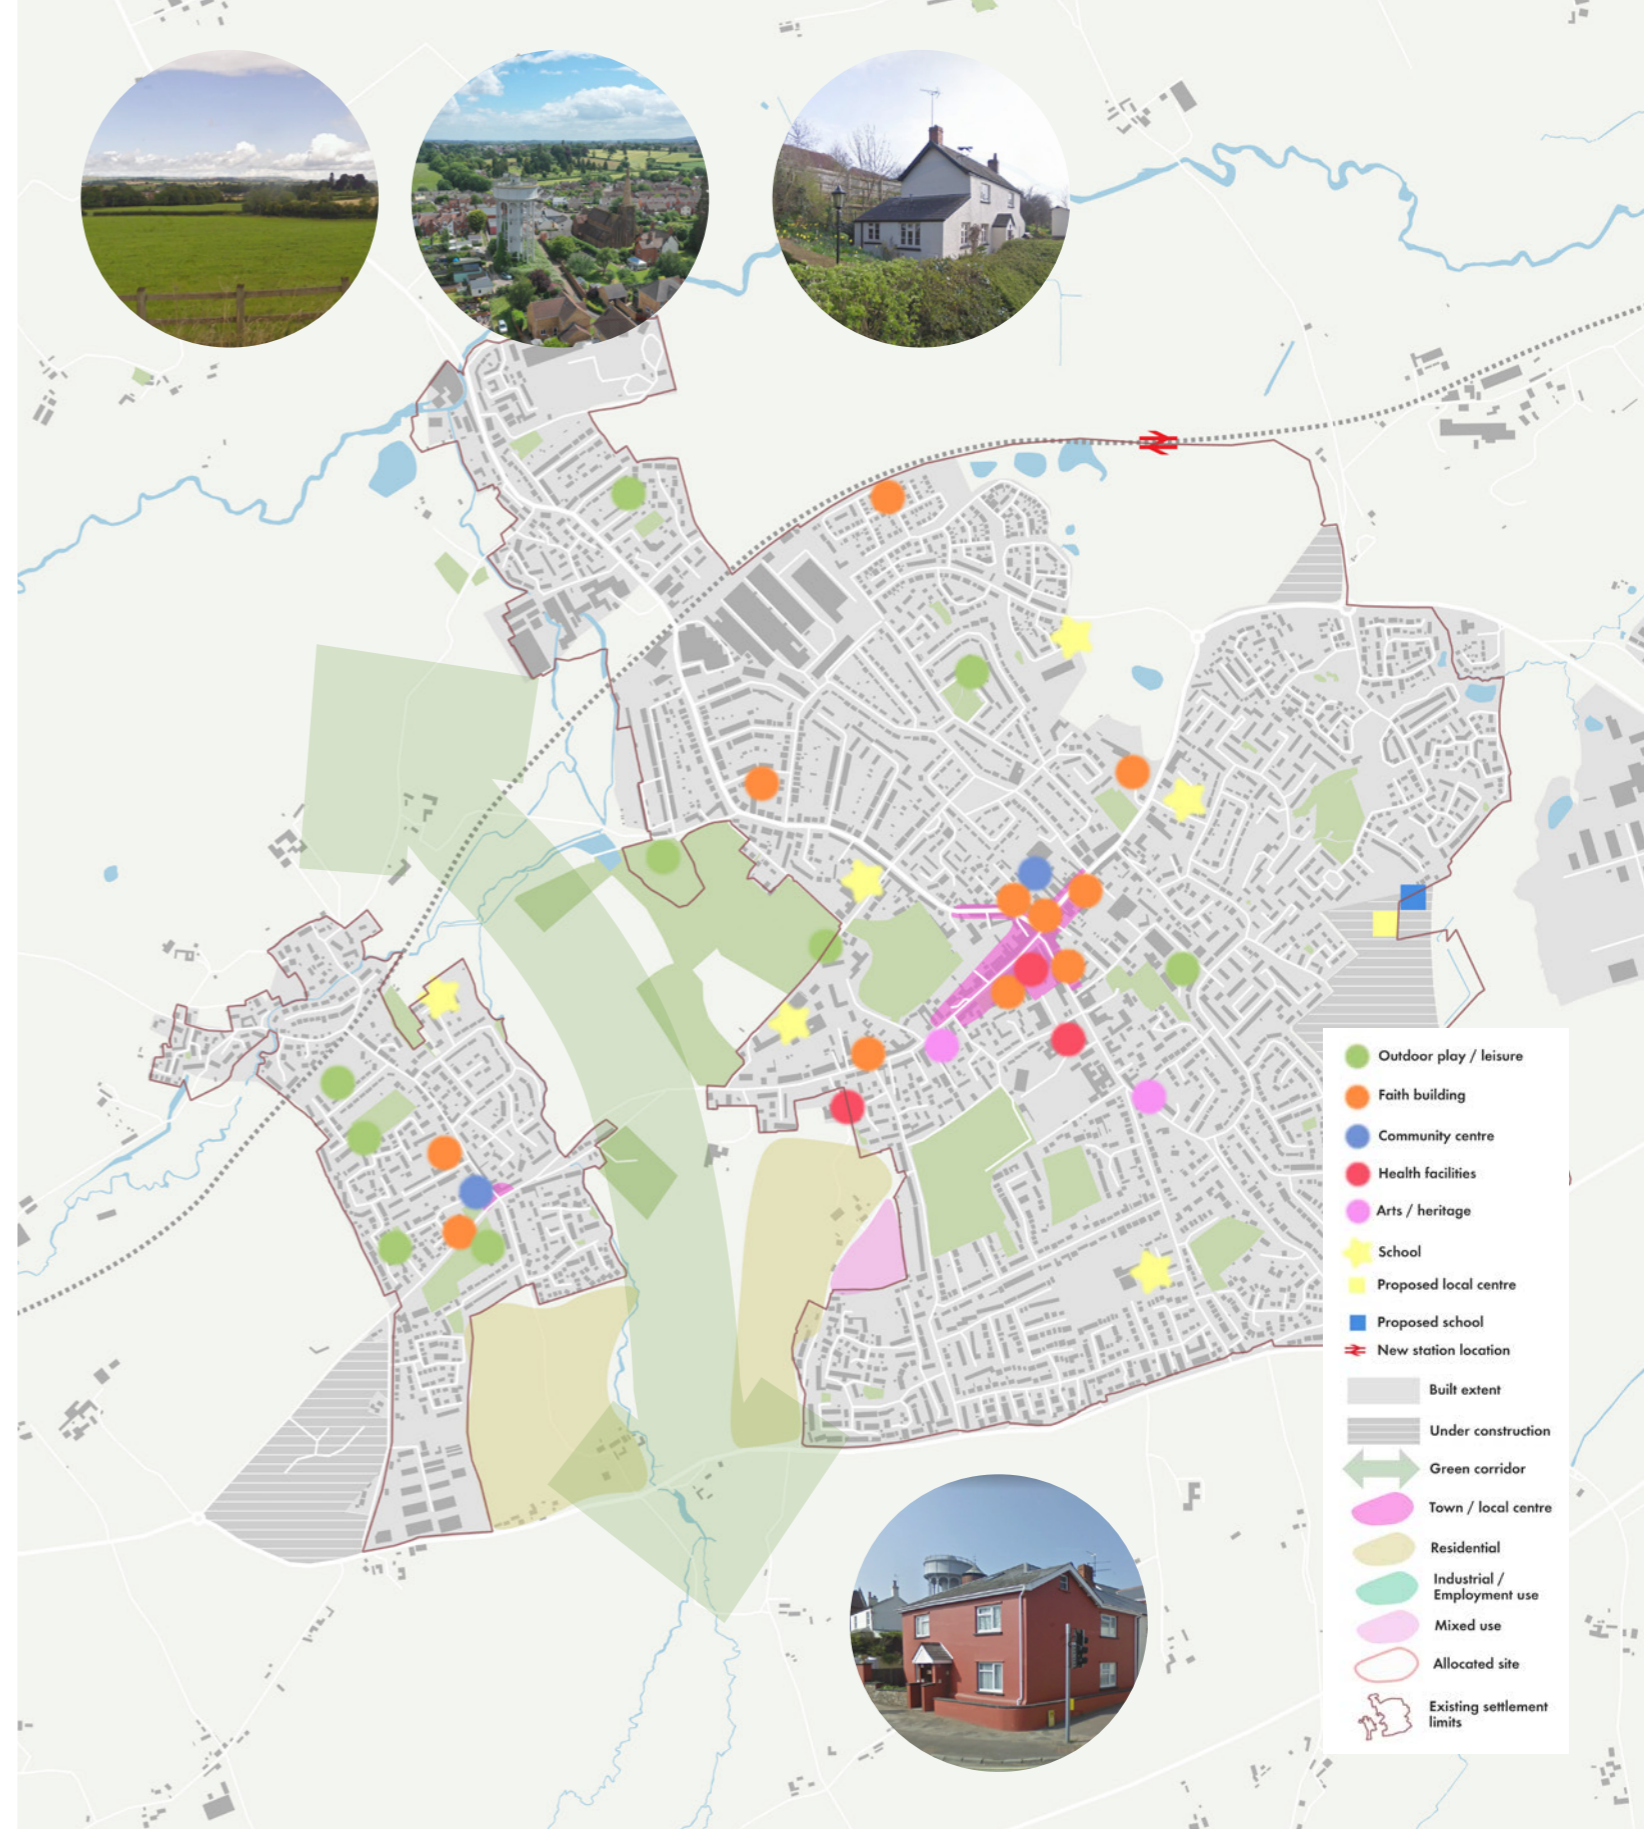 Outdoor play / leisure
Faith building
Community centre
Health facilities
Arts / heritage
School
Proposed local centre
Proposed school
New station location
Built extent
Under construction
Green corridor
Town / local centre
Residential
Industrial /
Employment use
Mixed use
Allocated site
Existing settlement
limits